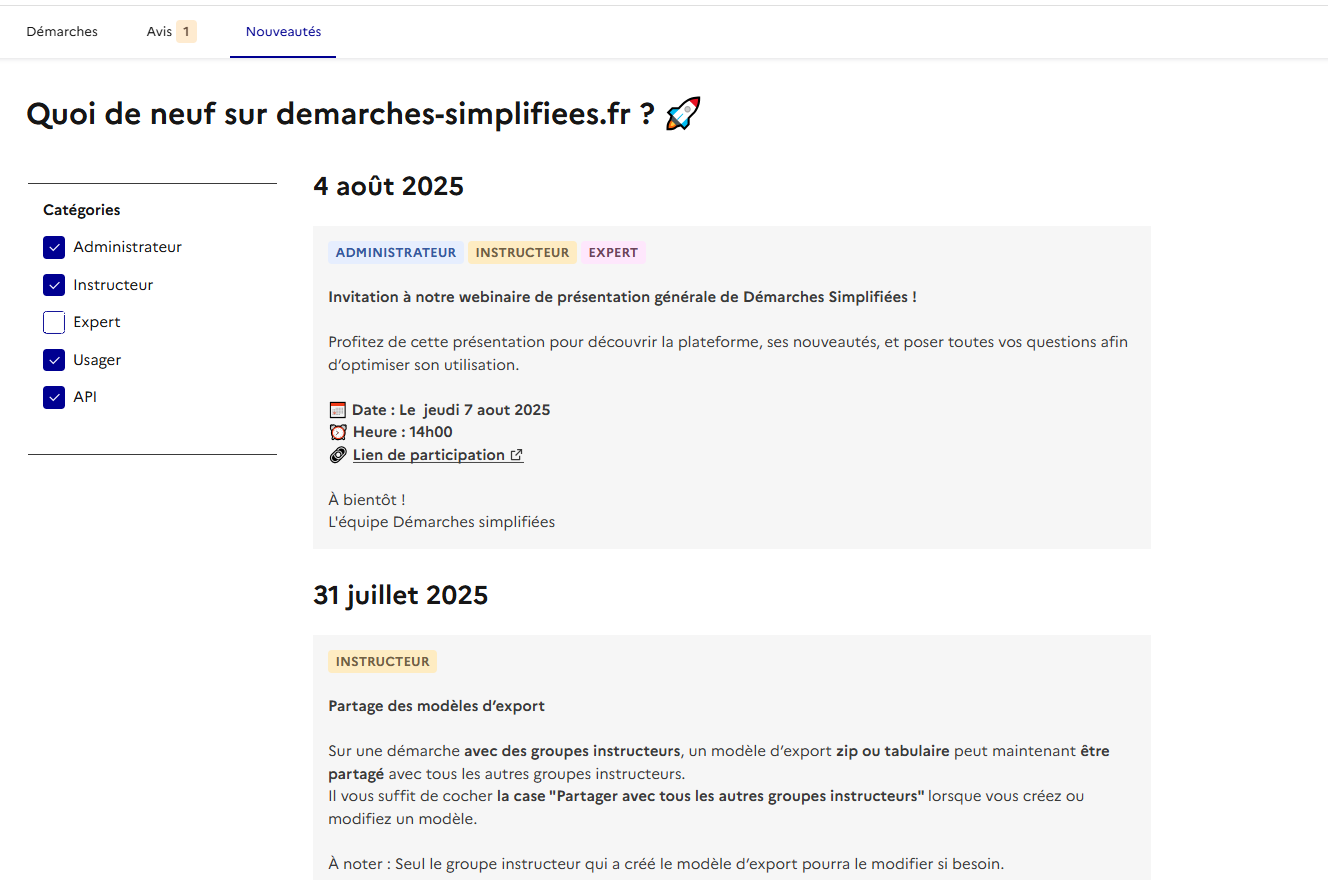 Démarches
Avis 1
Nouveautés
Quoi de neuf sur demarches-simplifiees.fr ? 🚀
Catégories
Administrateur
Instructeur
Expert
Usager
API
4 août 2025
ADMINISTRATEUR INSTRUCTEUR EXPERT
Invitation à notre webinaire de présentation générale de Démarches Simplifiées !
Profitez de cette présentation pour découvrir la plateforme, ses nouveautés, et poser toutes vos questions afin
d’optimiser son utilisation.
Date : Le  jeudi 7 aout 2025
Heure : 14h00
Lien de participation
À bientôt !
L'équipe Démarches simplifiées
31 juillet 2025
INSTRUCTEUR
Partage des modèles d’export
Sur une démarche avec des groupes instructeurs, un modèle d’export zip ou tabulaire peut maintenant être
partagé avec tous les autres groupes instructeurs.
Il vous suffit de cocher la case "Partager avec tous les autres groupes instructeurs" lorsque vous créez ou
modifiez un modèle.
À noter : Seul le groupe instructeur qui a créé le modèle d’export pourra le modifier si besoin.